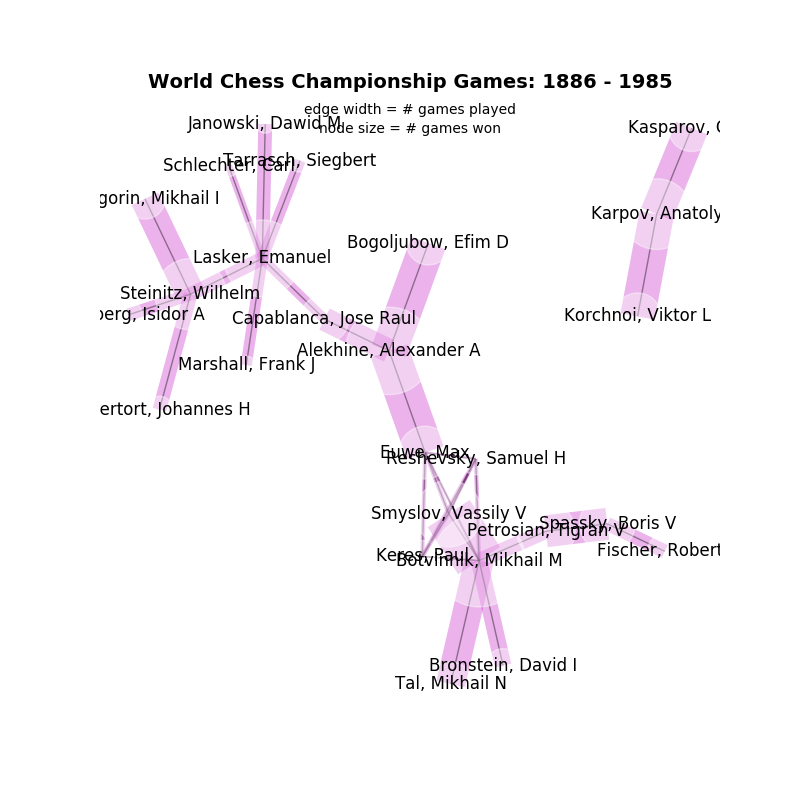 World Chess Championship Games: 1886 - 1985
edge width = # games played
Janowski, Dawid M
node size = # games won
Kasparov,
Tarrasch, Siegbert
Schlechter, Carl
gorin, Mikhail I
Karpov, Anatoly
Bogoljubow, Efim D
Lasker, Emanuel
Steinitz, Wilhelm
berg, Isidor A
Korchnoi, Viktor L
Capablanca, Jose Raul
Alekhine, Alexander A
Marshall, Frank J
ertort, Johannes H
Euwe, Max
Reshevsky, Samuel H
Smyslov, Vassily V
Spassky, Boris V
Petrosian, Tigran V
Fischer, Robert
Keres, Paul
Botvinnik, Mikhail M
Bronstein, David I
Tal, Mikhail N